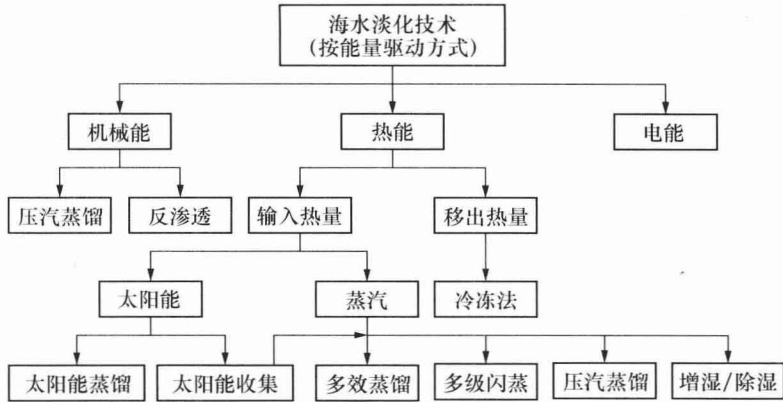 海水淡化技术
(按能量驱动方式)
机械能
热能
电能
压汽蒸馏
反渗透
输入热量
移出热量
太阳能
蒸汽
冷冻法
太阳能蒸馏
太阳能收集
多效蒸馏
多级闪蒸
压汽蒸馏
增湿/除湿